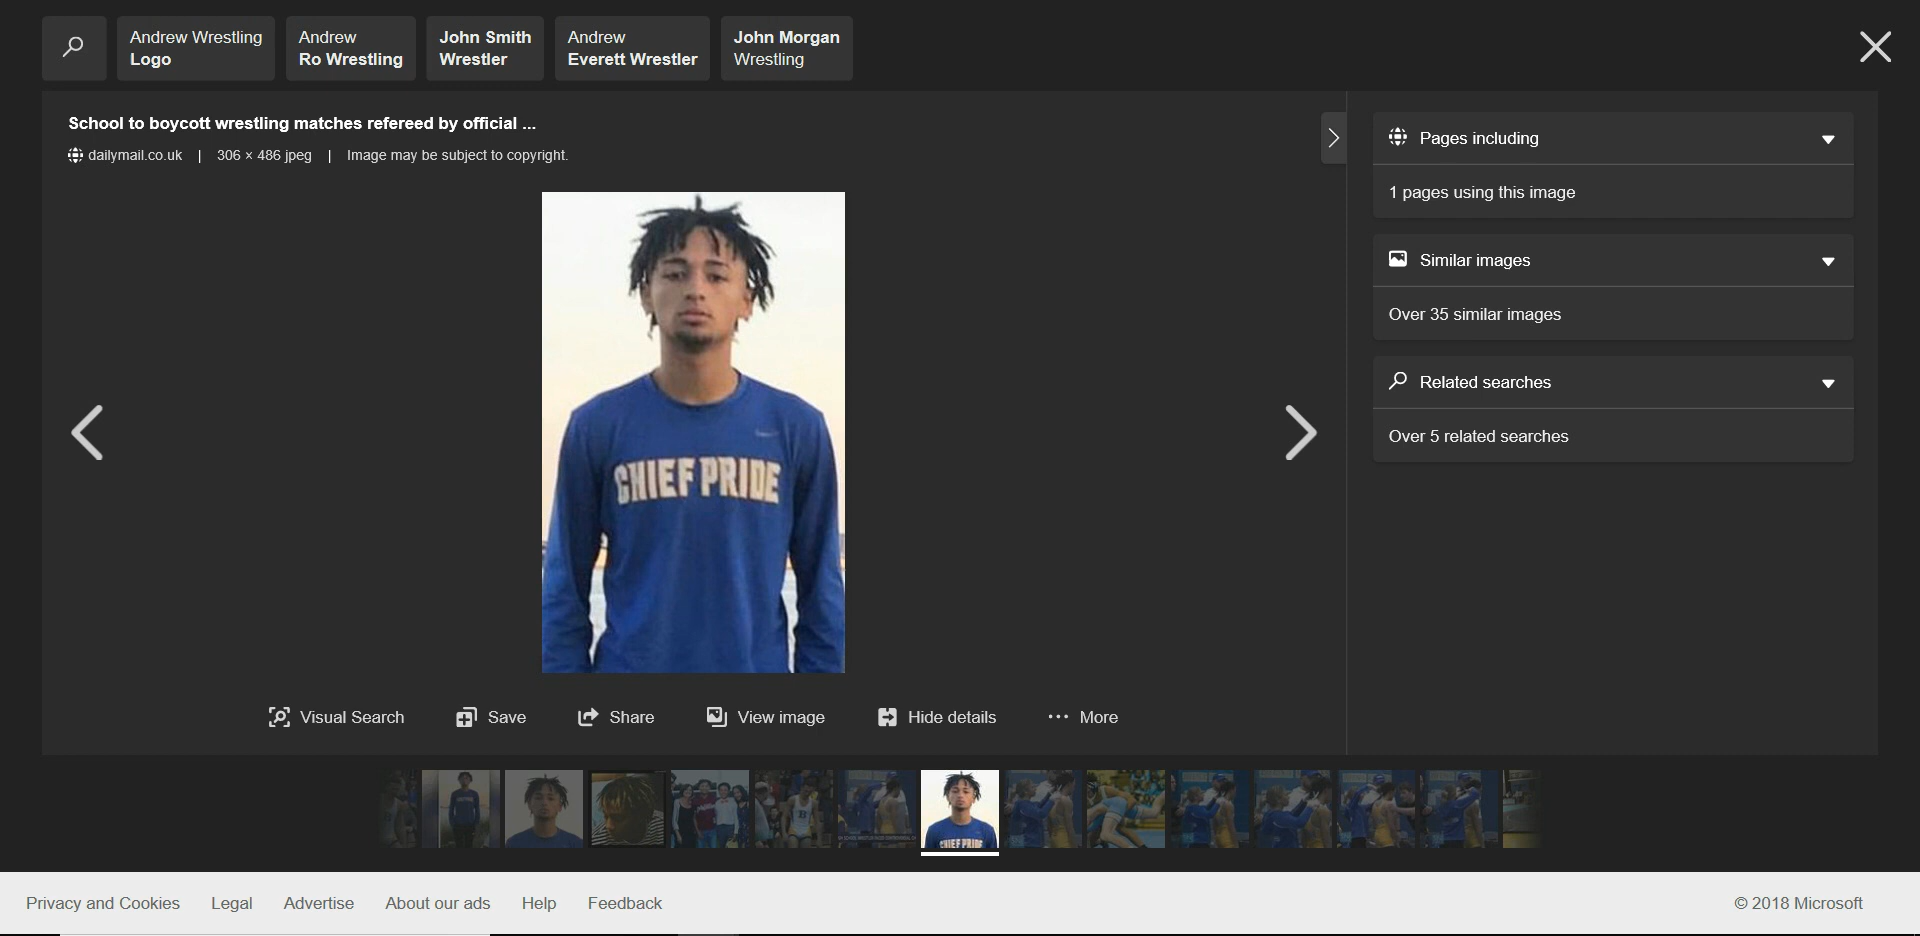 Andrew Wrestling
Logo
Andrew
Ro Wrestling
John Smith
Wrestler
Andrew
Everett Wrestler
John Morgan
Wrestling
School to boycott wrestling matches refereed by official ...
dailymail.co.uk | 306 × 486 jpeg | Image may be subject to copyright.
CHIEF PRIDE
Visual Search
Save
Share
View image
Hide details
More
Pages including
1 pages using this image
Similar images
Over 35 similar images
Related searches
Over 5 related searches
CHIEF PRIDE
Privacy and Cookies
Legal
Advertise
About our ads
Help
Feedback
© 2018 Microsoft